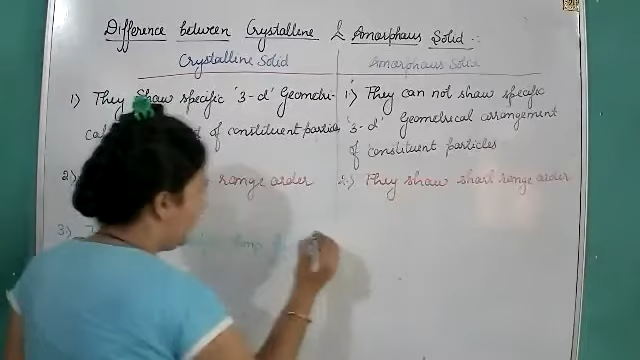 Difference between Crystalline & Amorphous Solid :
Crystalline Solid
Amorphous Solid
1) They Show specific '3-d' Geometri-
cal of constituent particles
2) range order
3)
1) They can not show specific
'3-d' Geometrical arrangement
of constituent particles
2) They show short range order